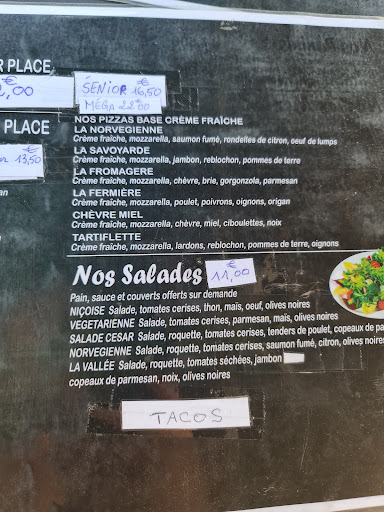 R PLACE
€
2,00
SENIOR 16,50 €
MEGA 22€00
PLACE
13,50
NOS PIZZAS BASE CRÈME FRAÎCHE
LA NORVEGIENNE
Crème fraîche, mozzarella, saumon fumé, rondelles de citron, oeuf de lumps
LA SAVOYARDE
Crème fraîche, mozzarella, jambon, reblochon, pommes de terre
LA FROMAGERE
Crème fraîche, mozzarella, chèvre, brie, gorgonzola, parmesan
LA FERMIÈRE
Crème fraîche, mozzarella, poulet, poivrons, oignons, origan
CHÈVRE MIEL
Crème fraîche, mozzarella, chèvre, miel, ciboulettes, noix
TARTIFLETTE
Crème fraîche, mozzarella, lardons, reblochon, pommes de terre, oignons
Nos Salades 11,00 €
Pain, sauce et couverts offerts sur demande
NIÇOISE Salade, tomates cerises, thon, maïs, oeuf, olives noires
VEGETARIENNE Salade, tomates cerises, parmesan, maïs, olives noires
SALADE CESAR Salade, roquette, tomates cerises, tenders de poulet, copeaux de pa
NORVEGIENNE Salade, roquette, tomates cerises, saumon fumé, citron, olives noires
LA VALLÉE Salade, roquette, tomates séchées, jambon
copeaux de parmesan, noix, olives noires
TACOS